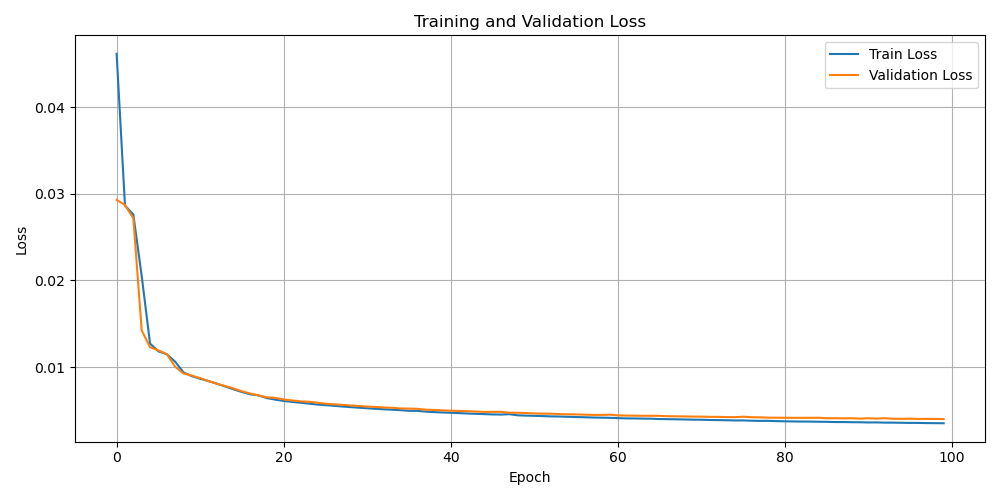 Training and Validation Loss
Train Loss
Validation Loss
0.04
0.03
0.02
0.01
Loss
0 20 40 60 80 100
Epoch